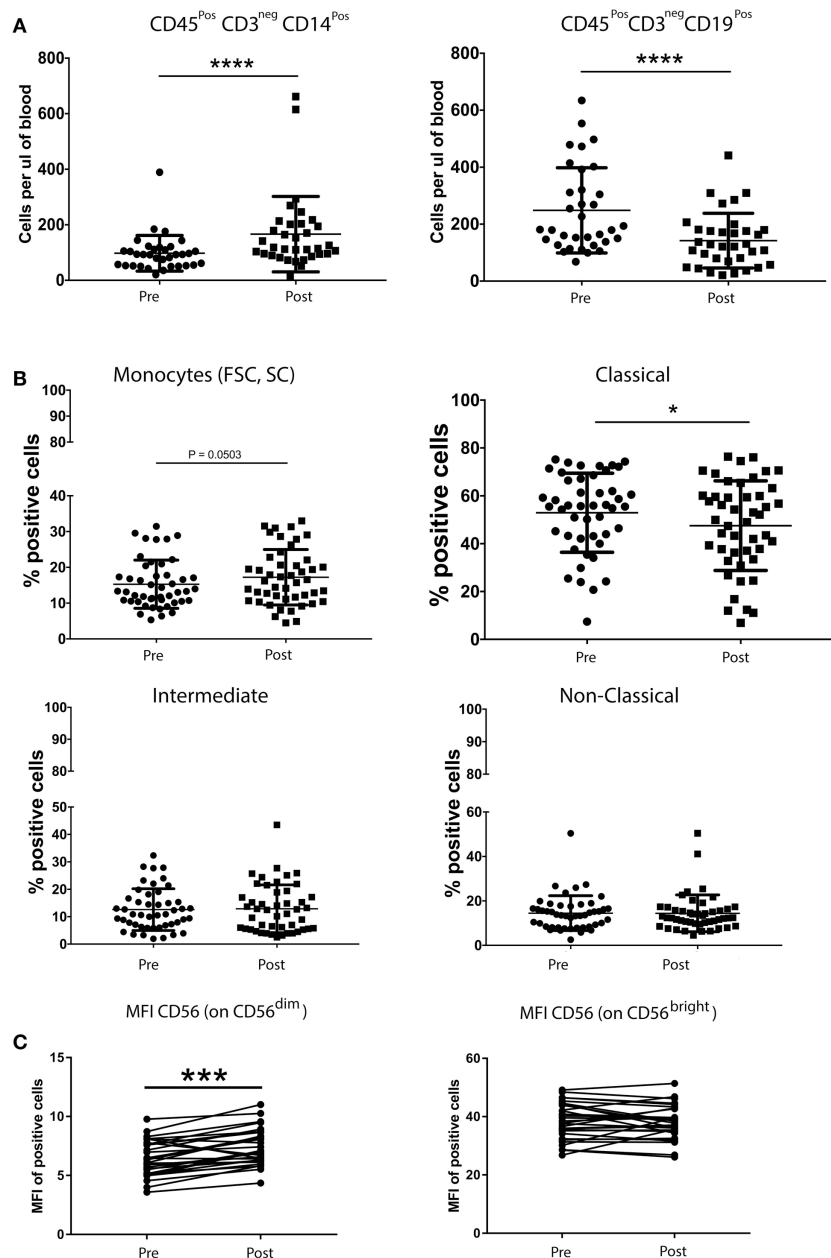 A
CD45Pos CD3neg CD14Pos
Cells per ul of blood
800
600
400
200
0
****
Pre
Post
CD45PosCD3negCD19Pos
Cells per ul of blood
800
600
400
200
0
****
Pre
Post
B
Monocytes (FSC, SC)
% positive cells
100
90
80
40
30
20
10
0
P = 0.0503
Pre
Post
Classical
% positive cells
100
80
60
40
20
0
*
Pre
Post
Intermediate
% positive cells
100
90
80
50
40
30
20
10
0
Pre
Post
Non-Classical
% positive cells
100
90
80
60
40
20
0
Pre
Post
C
MFI CD56 (on CD56dim)
MFI of positive cells
15
10
5
0
***
Pre
Post
MFI CD56 (on CD56bright)
MFI of positive cells
60
40
20
0
Pre
Post